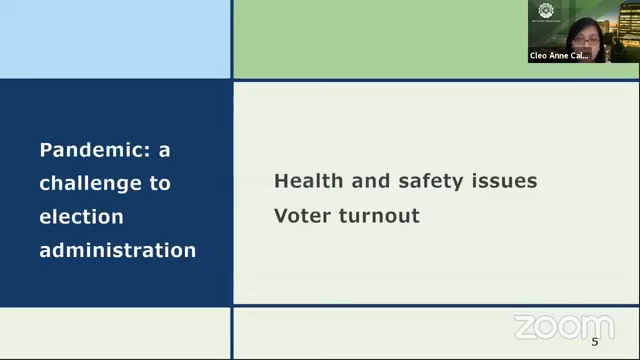 Cleo Anne Cal...
Pandemic: a
challenge to
election
administration
Health and safety issues
Voter turnout
zoom
5